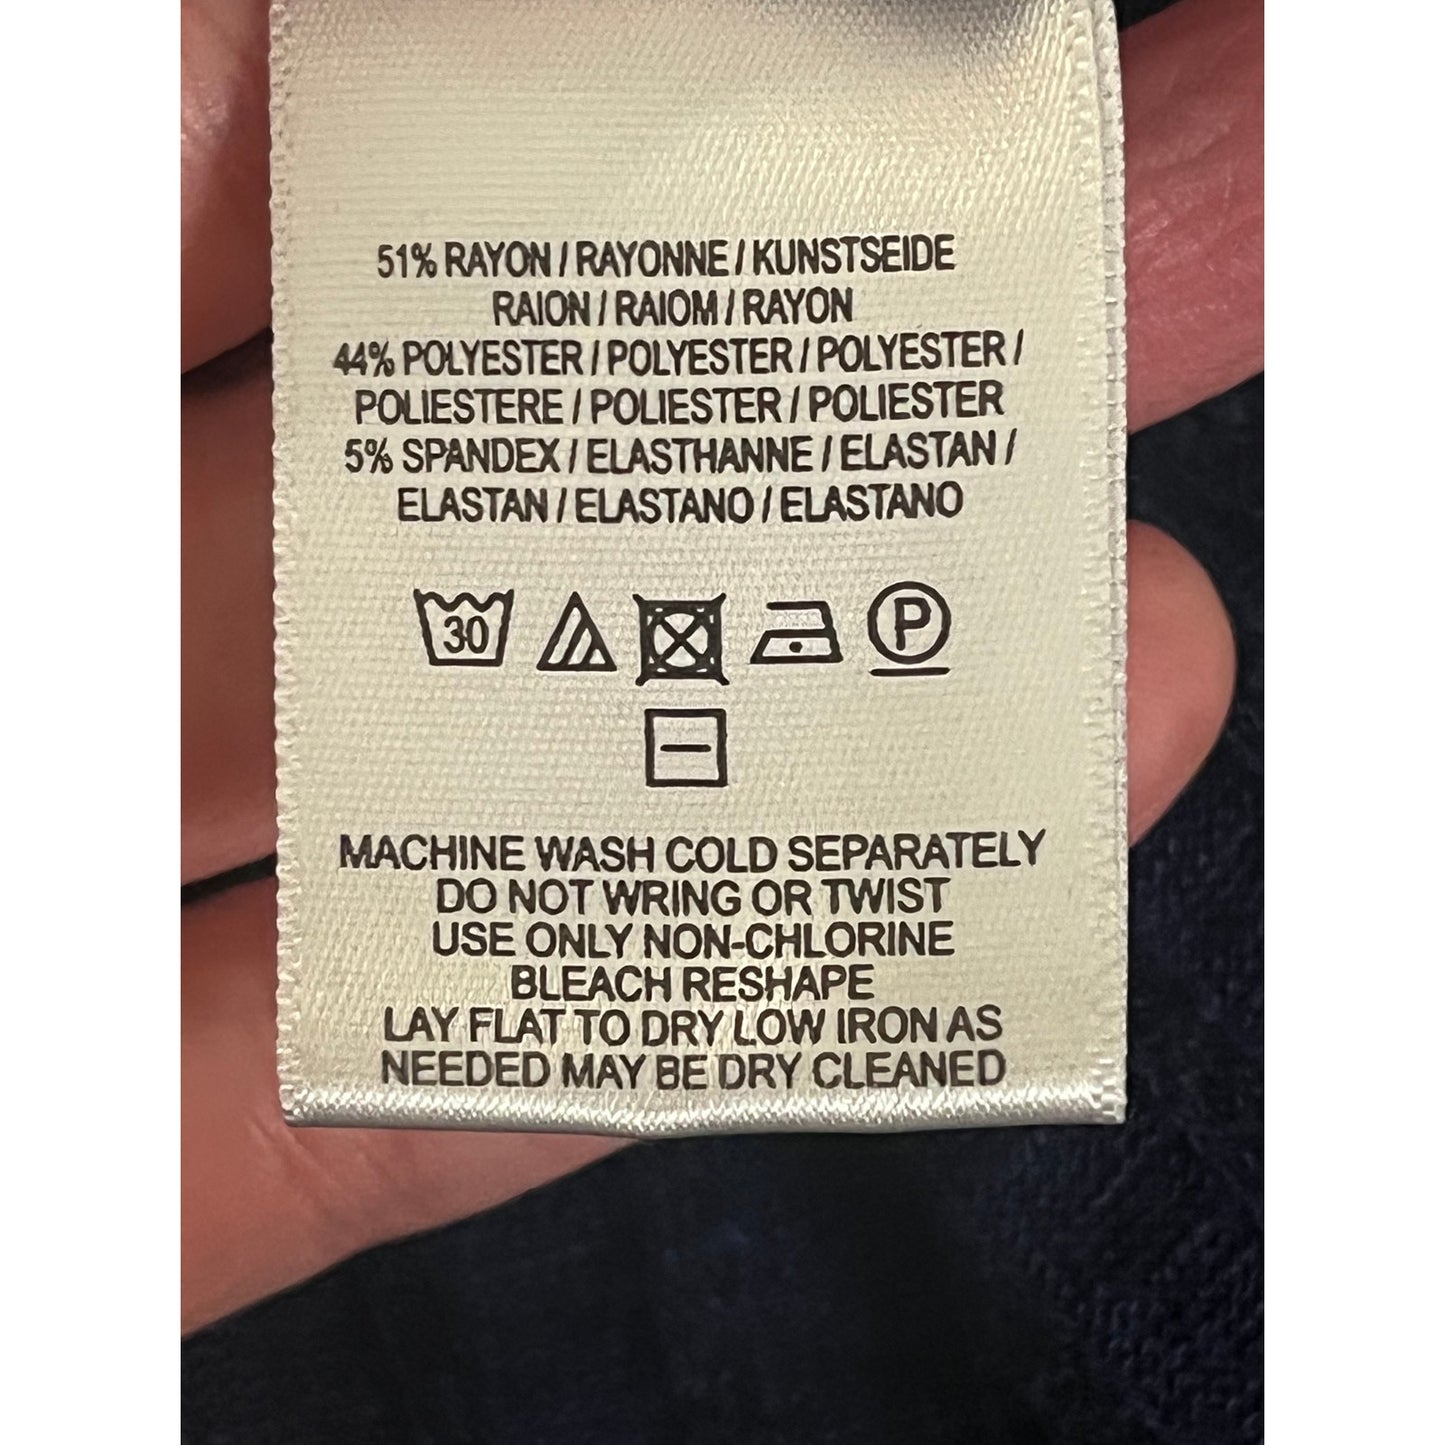 51% RAYON / RAYONNE / KUNSTSEIDE
RAION / RAIOM / RAYON
44% POLYESTER / POLYESTER / POLYESTER /
POLIESTERE / POLIESTER / POLIESTER
5% SPANDEX / ELASTHANNE / ELASTAN /
ELASTAN / ELASTANO / ELASTANO
30 P
MACHINE WASH COLD SEPARATELY
DO NOT WRING OR TWIST
USE ONLY NON-CHLORINE
BLEACH RESHAPE
LAY FLAT TO DRY LOW IRON AS
NEEDED MAY BE DRY CLEANED